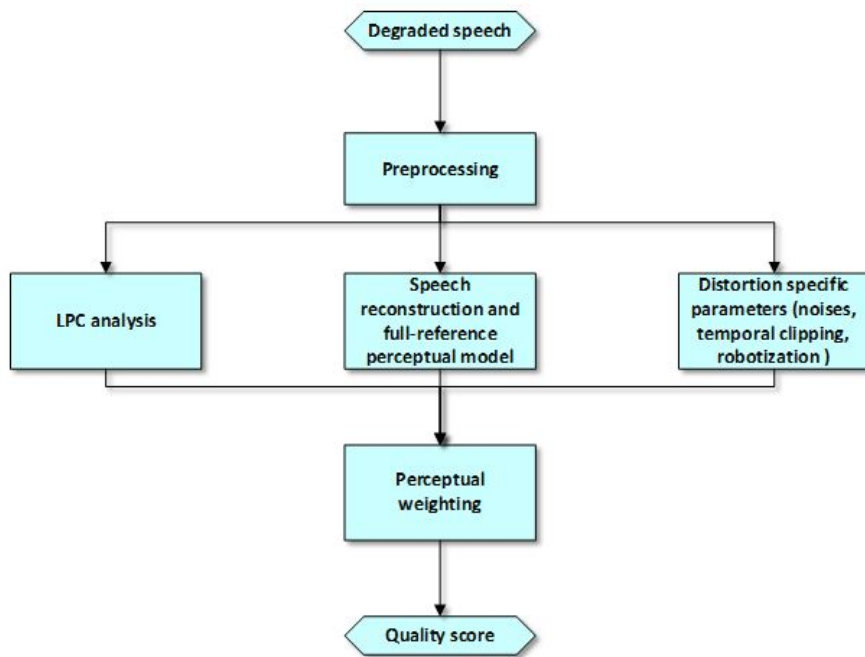 Degraded speech
Preprocessing
LPC analysis
Speech
reconstruction and
full-reference
perceptual model
Distortion specific
parameters (noises,
temporal clipping,
robotization )
Perceptual
weighting
Quality score